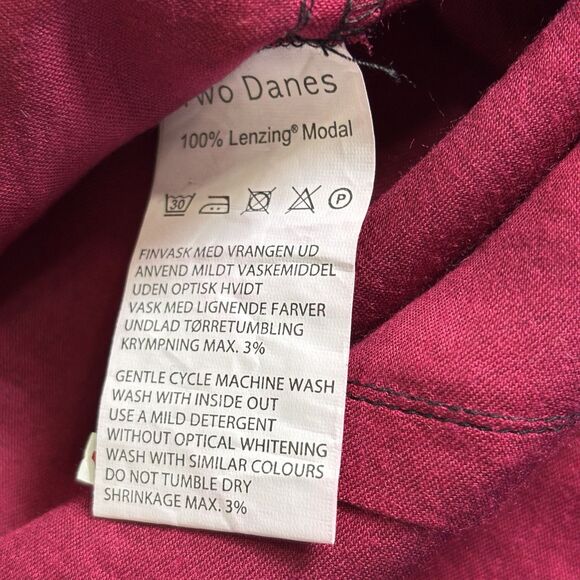 Two Danes
100% Lenzing® Modal
30 P
FINVASK MED VRANGEN UD
ANVEND MILDT VASKEMIDDEL
UDEN OPTISK HVIDT
VASK MED LIGNENDE FARVER
UNDLAD TØRRETUMBLING
KRYMPNING MAX. 3%
GENTLE CYCLE MACHINE WASH
WASH WITH INSIDE OUT
USE A MILD DETERGENT
WITHOUT OPTICAL WHITENING
WASH WITH SIMILAR COLOURS
DO NOT TUMBLE DRY
SHRINKAGE MAX. 3%